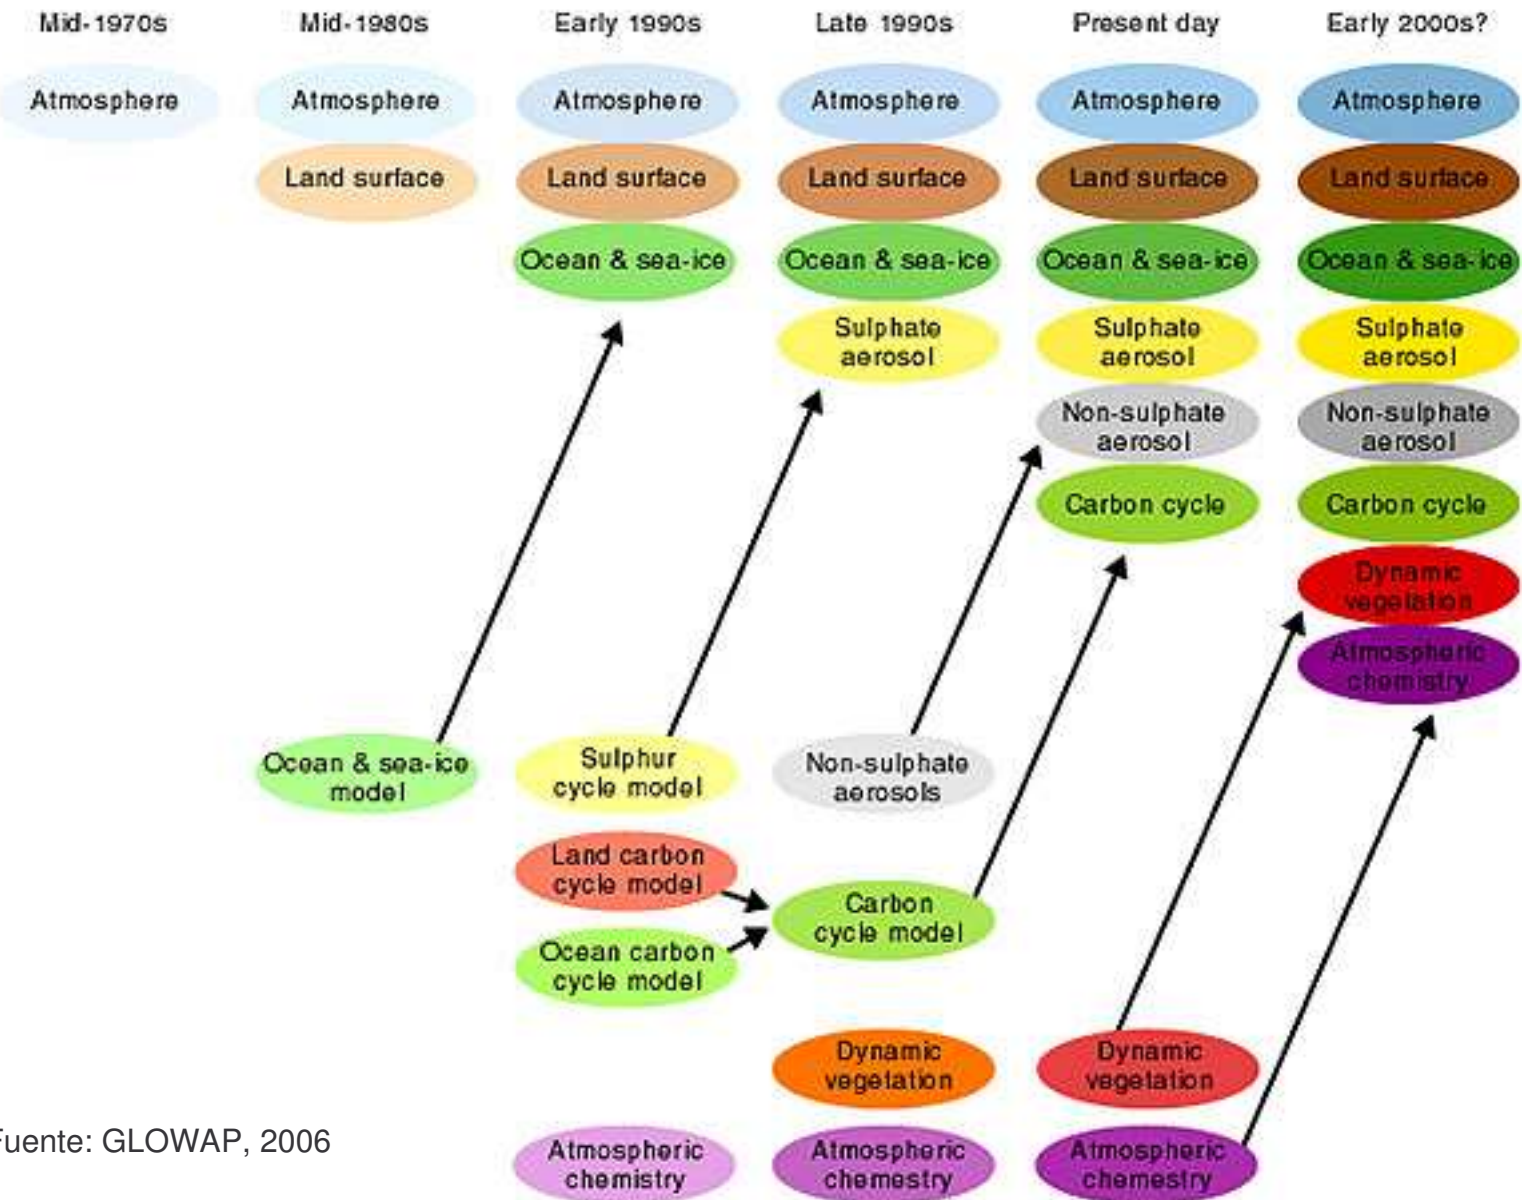 Mid-1970s Mid-1980s Early 1990s Late 1990s Present day Early 2000s?
Atmosphere Atmosphere Atmosphere Atmosphere Atmosphere Atmosphere
Land surface Land surface Land surface Land surface Land surface
Ocean & sea-ice Ocean & sea-ice Ocean & sea-ice Ocean & sea-ice
Sulphate Sulphate Sulphate
aerosol aerosol aerosol
Non-sulphate Non-sulphate
aerosol aerosol
Carbon cycle Carbon cycle
Dynamic
vegetation
Atmospheric
chemistry
Ocean & sea-ice
model
Sulphur
cycle model
Non-sulphate
aerosols
Land carbon
cycle model
Carbon
cycle model
Ocean carbon
cycle model
Dynamic Dynamic
vegetation vegetation
Fuente: GLOWAP, 2006
Atmospheric Atmospheric Atmospheric
chemistry chemestry chemestry